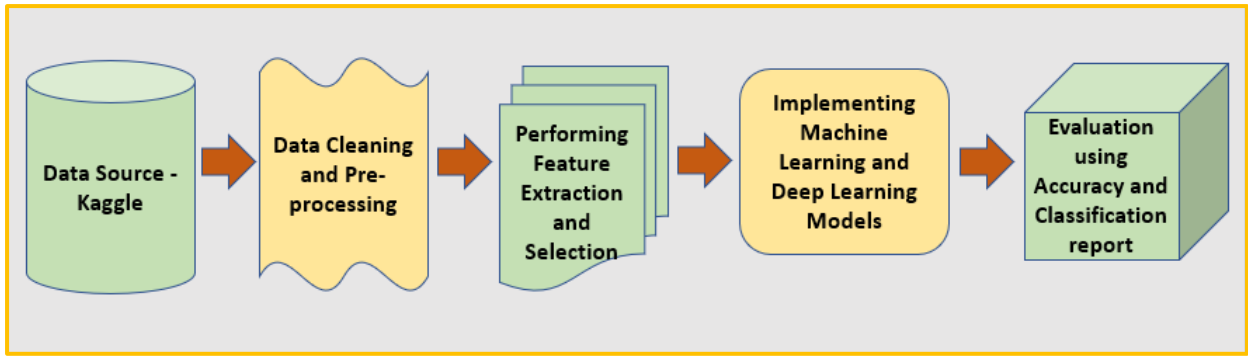 Data Source -
Kaggle
Data Cleaning
and Pre-
processing
Performing
Feature
Extraction
and
Selection
Implementing
Machine
Learning and
Deep Learning
Models
Evaluation
using
Accuracy and
Classification
report